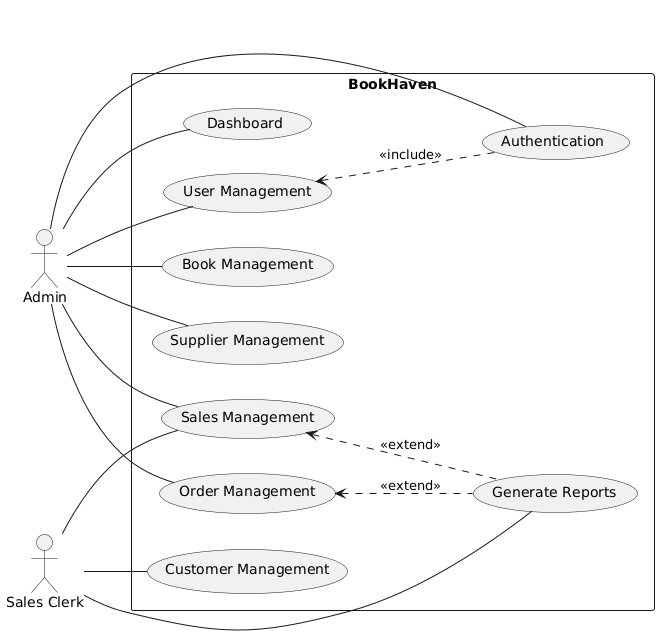 BookHaven
Dashboard
Authentication
«include»
User Management
Book Management
Admin
Supplier Management
Sales Management
«extend»
«extend»
Order Management
Generate Reports
Customer Management
Sales Clerk